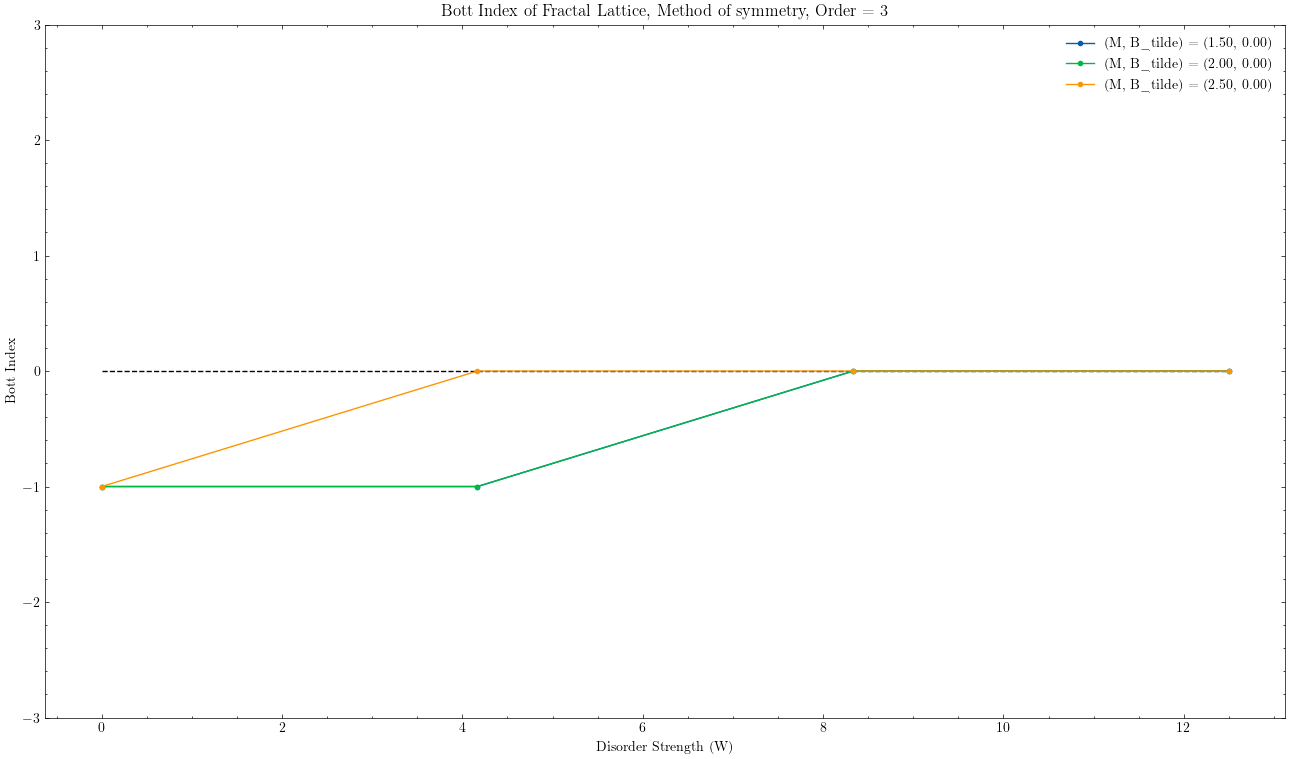 Bott Index of Fractal Lattice, Method of symmetry, Order = 3
(M, B_tilde) = (1.50, 0.00)
(M, B_tilde) = (2.00, 0.00)
(M, B_tilde) = (2.50, 0.00)
3
2
1
0
−1
−2
−3
Bott Index
0 2 4 6 8 10 12
Disorder Strength (W)